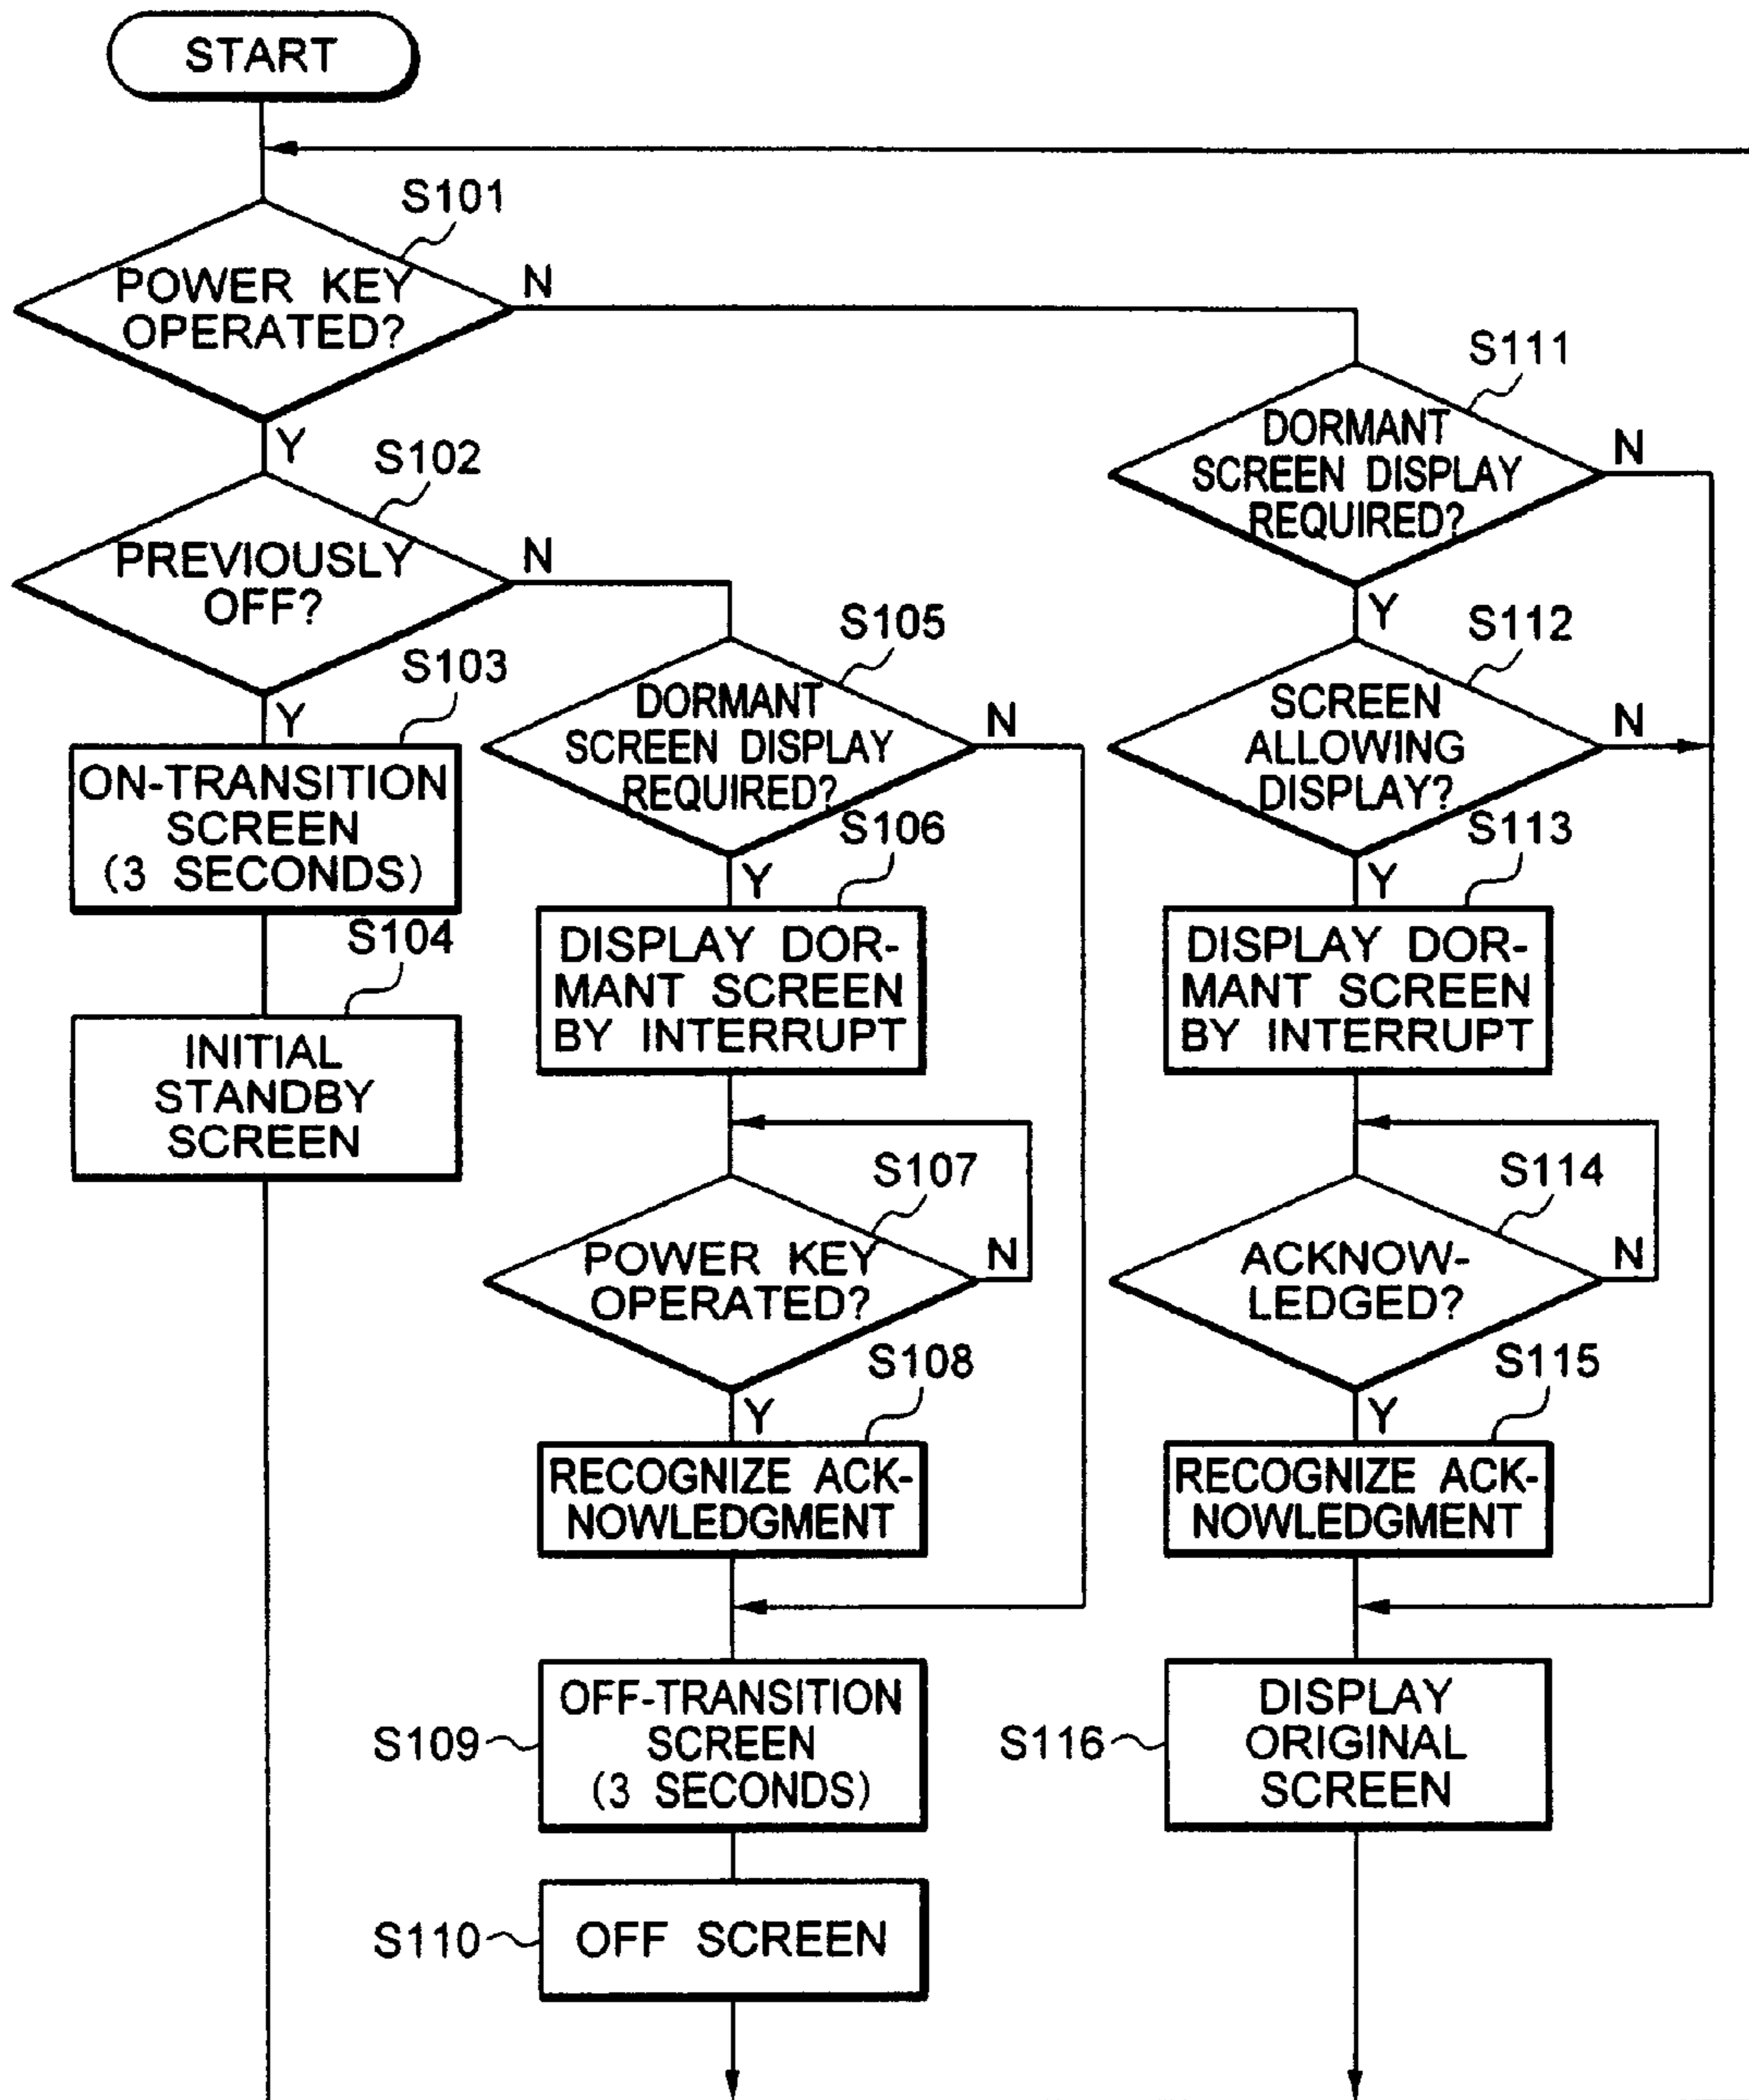 START
S101
POWER KEY
OPERATED?
N
Y
S102
PREVIOUSLY
OFF?
N
Y
S103
ON-TRANSITION
SCREEN
(3 SECONDS)
S104
INITIAL
STANDBY
SCREEN
S105
DORMANT
SCREEN DISPLAY
REQUIRED?
N
Y
S106
DISPLAY DOR-
MANT SCREEN
BY INTERRUPT
S107
POWER KEY
OPERATED?
N
Y
S108
RECOGNIZE ACK-
NOWLEDGMENT
S109
OFF-TRANSITION
SCREEN
(3 SECONDS)
S110
OFF SCREEN
S111
DORMANT
SCREEN DISPLAY
REQUIRED?
N
Y
S112
SCREEN
ALLOWING
DISPLAY?
N
Y
S113
DISPLAY DOR-
MANT SCREEN
BY INTERRUPT
S114
ACKNOW-
LEDGED?
N
Y
S115
RECOGNIZE ACK-
NOWLEDGMENT
S116
DISPLAY
ORIGINAL
SCREEN